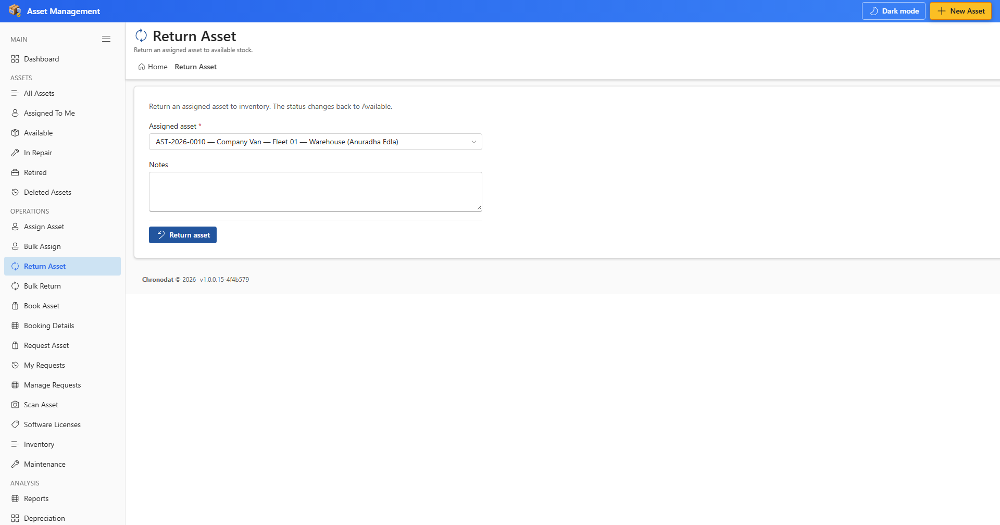 Asset Management
Dark mode
New Asset
MAIN
Dashboard
ASSETS
All Assets
Assigned To Me
Available
In Repair
Retired
Deleted Assets
OPERATIONS
Assign Asset
Bulk Assign
Return Asset
Bulk Return
Book Asset
Booking Details
Request Asset
My Requests
Manage Requests
Scan Asset
Software Licenses
Inventory
Maintenance
ANALYSIS
Reports
Depreciation
Return Asset
Return an assigned asset to available stock.
Home Return Asset
Return an assigned asset to inventory. The status changes back to Available.
Assigned asset *
AST-2026-0010 — Company Van — Fleet 01 — Warehouse (Anuradha Edla)
Notes
Return asset
Chronodat © 2026 v1.0.0.15-4f4b579